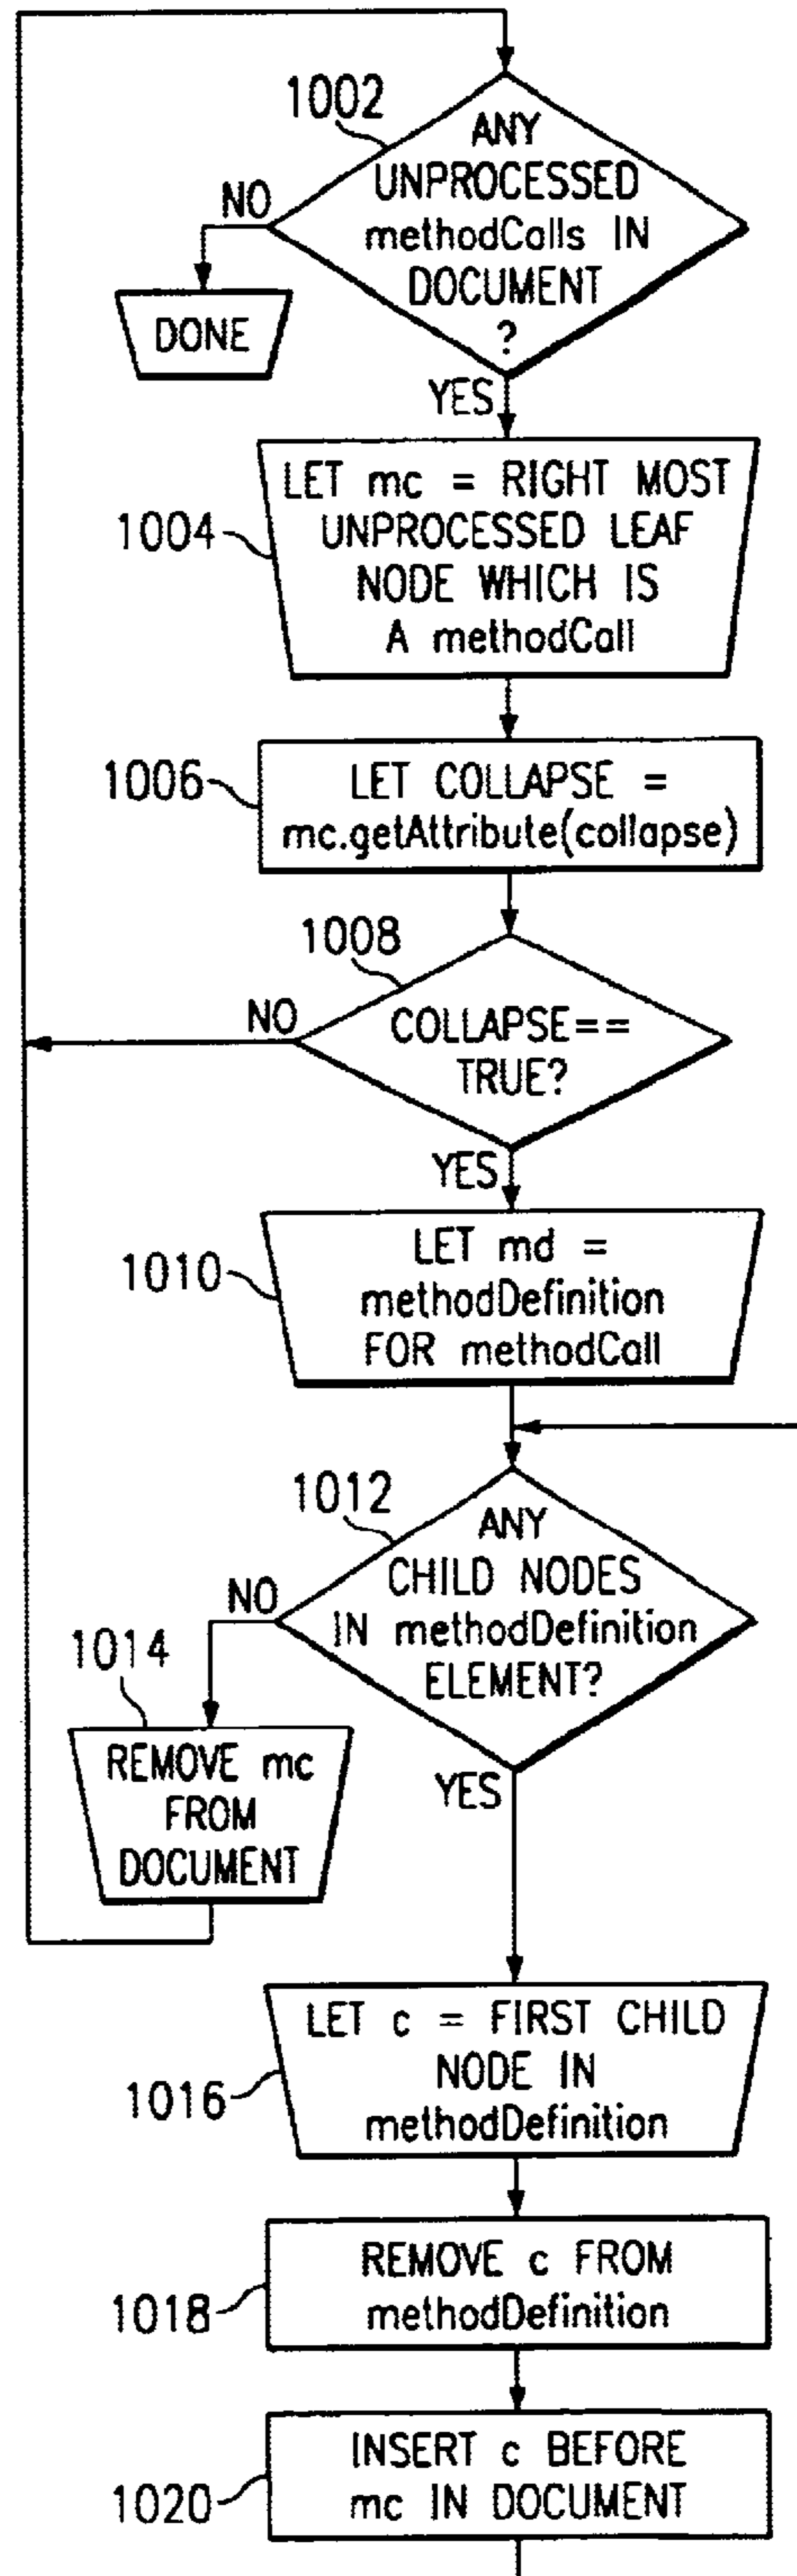 1002
ANY
UNPROCESSED
methodCalls IN
DOCUMENT
?
NO
DONE
YES
LET mc = RIGHT MOST
UNPROCESSED LEAF
NODE WHICH IS
A methodCall
1004
1006
LET COLLAPSE =
mc.getAttribute(collapse)
1008
NO
COLLAPSE==
TRUE?
YES
1010
LET md =
methodDefinition
FOR methodCall
1012
ANY
CHILD NODES
IN methodDefinition
ELEMENT?
NO
1014
REMOVE mc
FROM
DOCUMENT
YES
LET c = FIRST CHILD
NODE IN
methodDefinition
1016
REMOVE c FROM
methodDefinition
1018
INSERT c BEFORE
mc IN DOCUMENT
1020